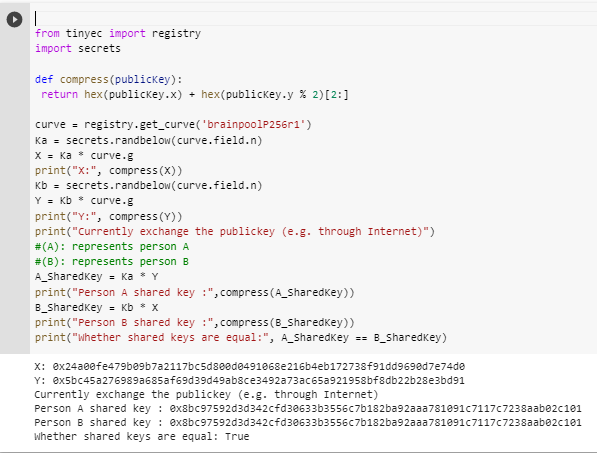 from tinyec import registry
import secrets
def compress(publicKey):
 return hex(publicKey.x) + hex(publicKey.y % 2)[2:]
curve = registry.get_curve('brainpoolP256r1')
Ka = secrets.randbelow(curve.field.n)
X = Ka * curve.g
print("X:", compress(X))
Kb = secrets.randbelow(curve.field.n)
Y = Kb * curve.g
print("Y:", compress(Y))
print("Currently exchange the publickey (e.g. through Internet)")
#(A): represents person A
#(B): represents person B
A_SharedKey = Ka * Y
print("Person A shared key :",compress(A_SharedKey))
B_SharedKey = Kb * X
print("Person B shared key :",compress(B_SharedKey))
print("Whether shared keys are equal:", A_SharedKey == B_SharedKey)
X: 0x24a00fe479b09b7a2117bc5d800d0491068e216b4eb172738f91dd9690d7e74d0
Y: 0x5bc45a276989a685af69d39d49ab8ce3492a73ac65a921958bf8db22b28e3bd91
Currently exchange the publickey (e.g. through Internet)
Person A shared key : 0x8bc97592d3d342cfd30633b3556c7b182ba92aaa781091c7117c7238aab02c101
Person B shared key : 0x8bc97592d3d342cfd30633b3556c7b182ba92aaa781091c7117c7238aab02c101
Whether shared keys are equal: True